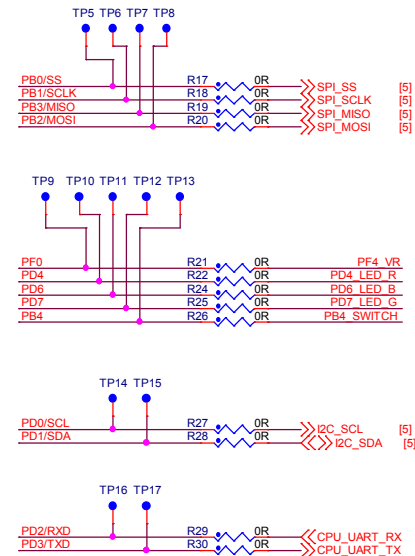 TP5 TP6 TP7 TP8
PB0/SS R17 0R SPI_SS [5]
PB1/SCLK R18 0R SPI_SCLK [5]
PB3/MISO R19 0R SPI_MISO [5]
PB2/MOSI R20 0R SPI_MOSI [5]
TP9 TP10 TP11 TP12 TP13
PF0 R21 0R PF4_VR
PD4 R22 0R PD4_LED_R
PD6 R24 0R PD6_LED_B
PD7 R25 0R PD7_LED_G
PB4 R26 0R PB4_SWITCH
TP14 TP15
PD0/SCL R27 0R I2C_SCL [5]
PD1/SDA R28 0R I2C_SDA [5]
TP16 TP17
PD2/RXD R29 0R CPU_UART_RX
PD3/TXD R30 0R CPU_UART_TX